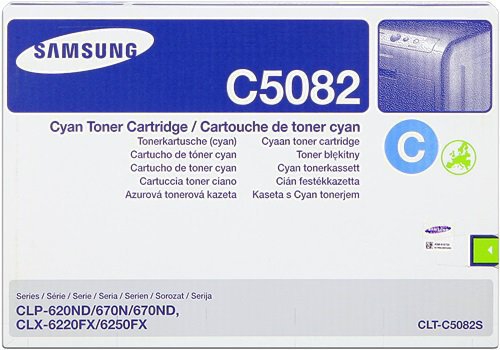 SAMSUNG
C5082
Cyan Toner Cartridge / Cartouche de toner cyan
Tonerkartusche (cyan) Cyaan toner cartridge
Cartucho de tóner cyan Toner błękitny
Cartucho de toner cyan Cyan tonerkassett
Cartuccia toner ciano Cián festékkazetta
Azurová tonerová kazeta Kaseta s Cyan tonerjem
C
SAMSUNG
Series / Série / Serie / Seria / Serien / Sorozat / Serija
CLP-620ND/670N/670ND,
CLX-6220FX/6250FX
CLT-C5082S